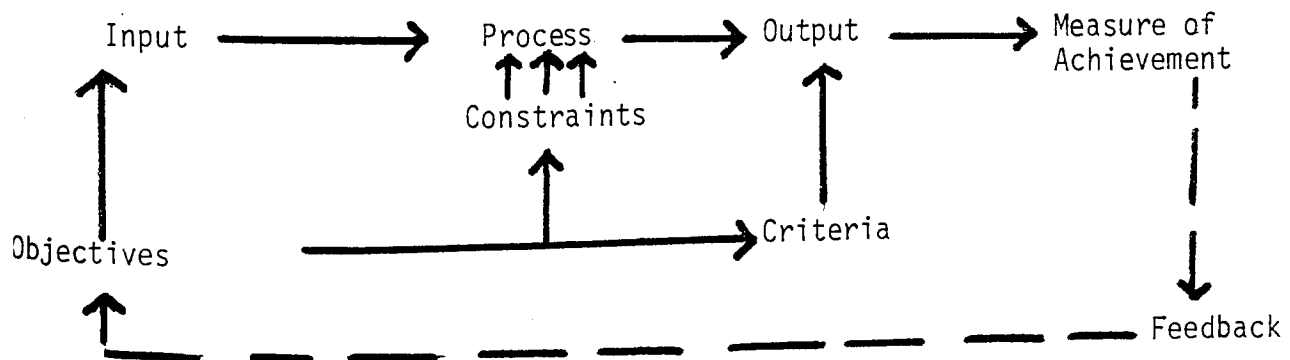 Input
Process
Output
Measure of
Achievement
Constraints
Objectives
Criteria
Feedback